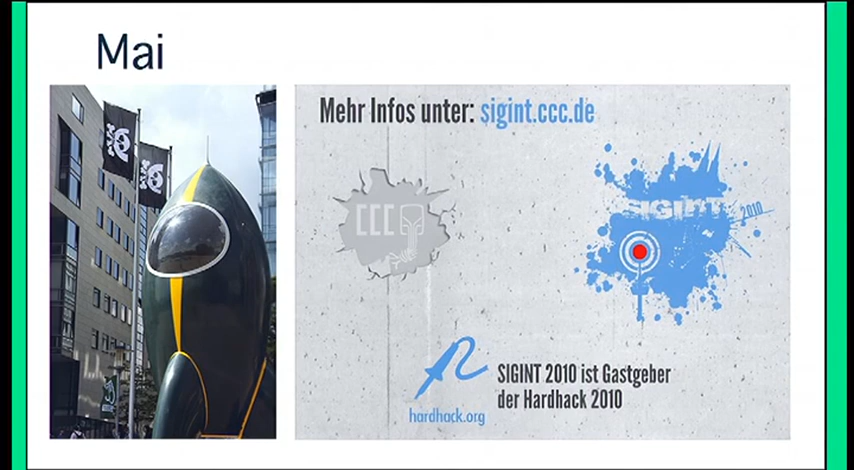 Mai
Mehr Infos unter: sigint.ccc.de
CCC
SIGINT
2010
SIGINT 2010 ist Gastgeber
der Hardhack 2010
hardhack.org